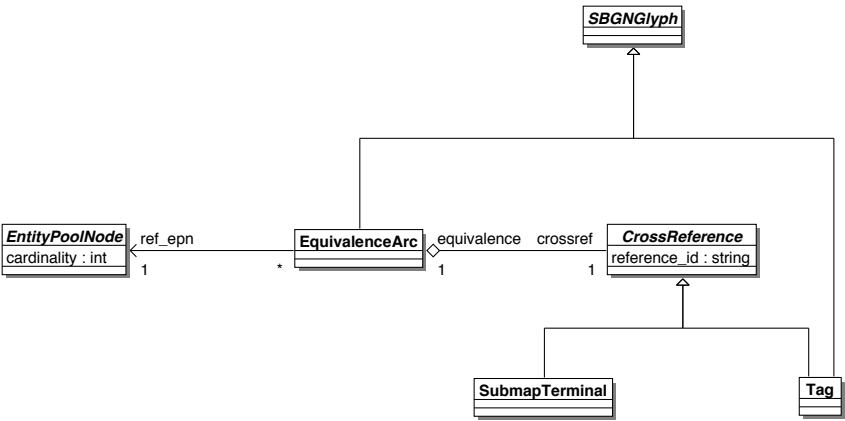 SBGNGlyph
EntityPoolNode
cardinality : int
ref_epn
1
*
EquivalenceArc
equivalence
1
crossref
1
CrossReference
reference_id : string
SubmapTerminal
Tag